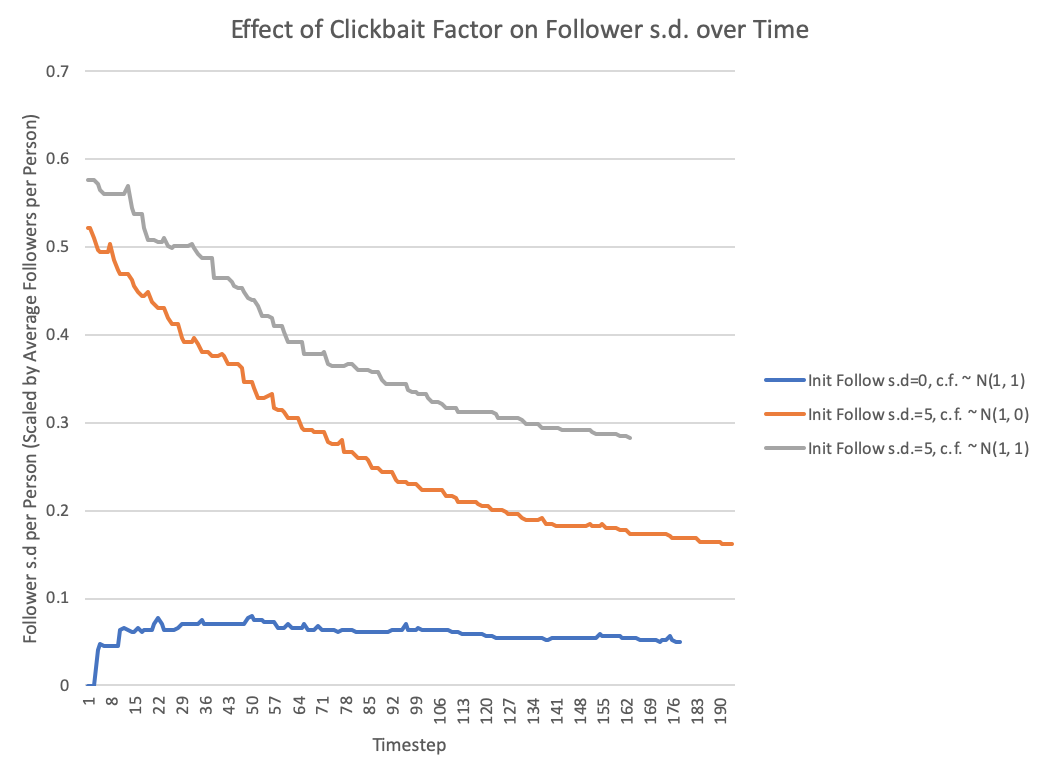 Effect of Clickbait Factor on Follower s.d. over Time
Follower s.d per Person (Scaled by Average Followers per Person)
0.7
0.6
0.5
0.4
0.3
0.2
0.1
0
1 8 15 22 29 36 43 50 57 64 71 78 85 92 99 106 113 120 127 134 141 148 155 162 169 176 183 190
Timestep
Init Follow s.d=0, c.f. ~ N(1, 1)
Init Follow s.d.=5, c.f. ~ N(1, 0)
Init Follow s.d.=5, c.f. ~ N(1, 1)